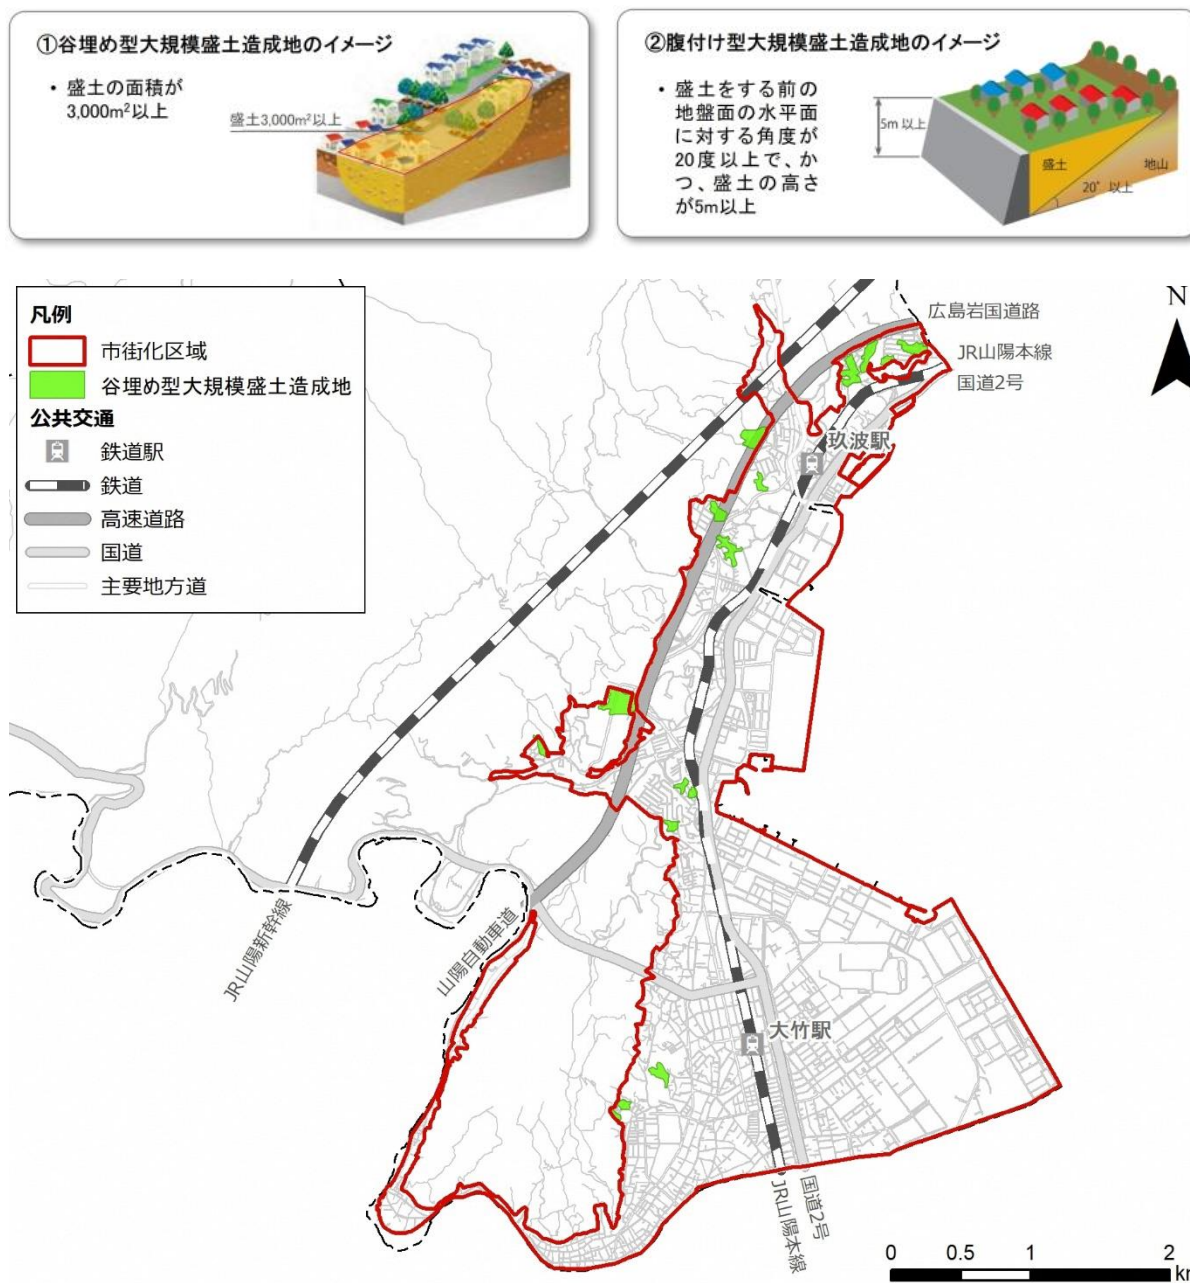 ①谷埋め型大規模盛土造成地のイメージ
・ 盛土の面積が
3,000m²以上
盛土3,000m²以上
②腹付け型大規模盛土造成地のイメージ
・ 盛土をする前の
地盤面の水平面
に対する角度が
20度以上で、か
つ、盛土の高さ
が5m以上
5m 以上
盛土
地山
20° 以上
凡例
市街化区域
谷埋め型大規模盛土造成地
公共交通
鉄道駅
鉄道
高速道路
国道
主要地方道
N
広島岩国道路
JR山陽本線
国道2号
玖波駅
JR山陽新幹線
山陽自動車道
大竹駅
JR山陽本線
国道2号
0 0.5 1 2